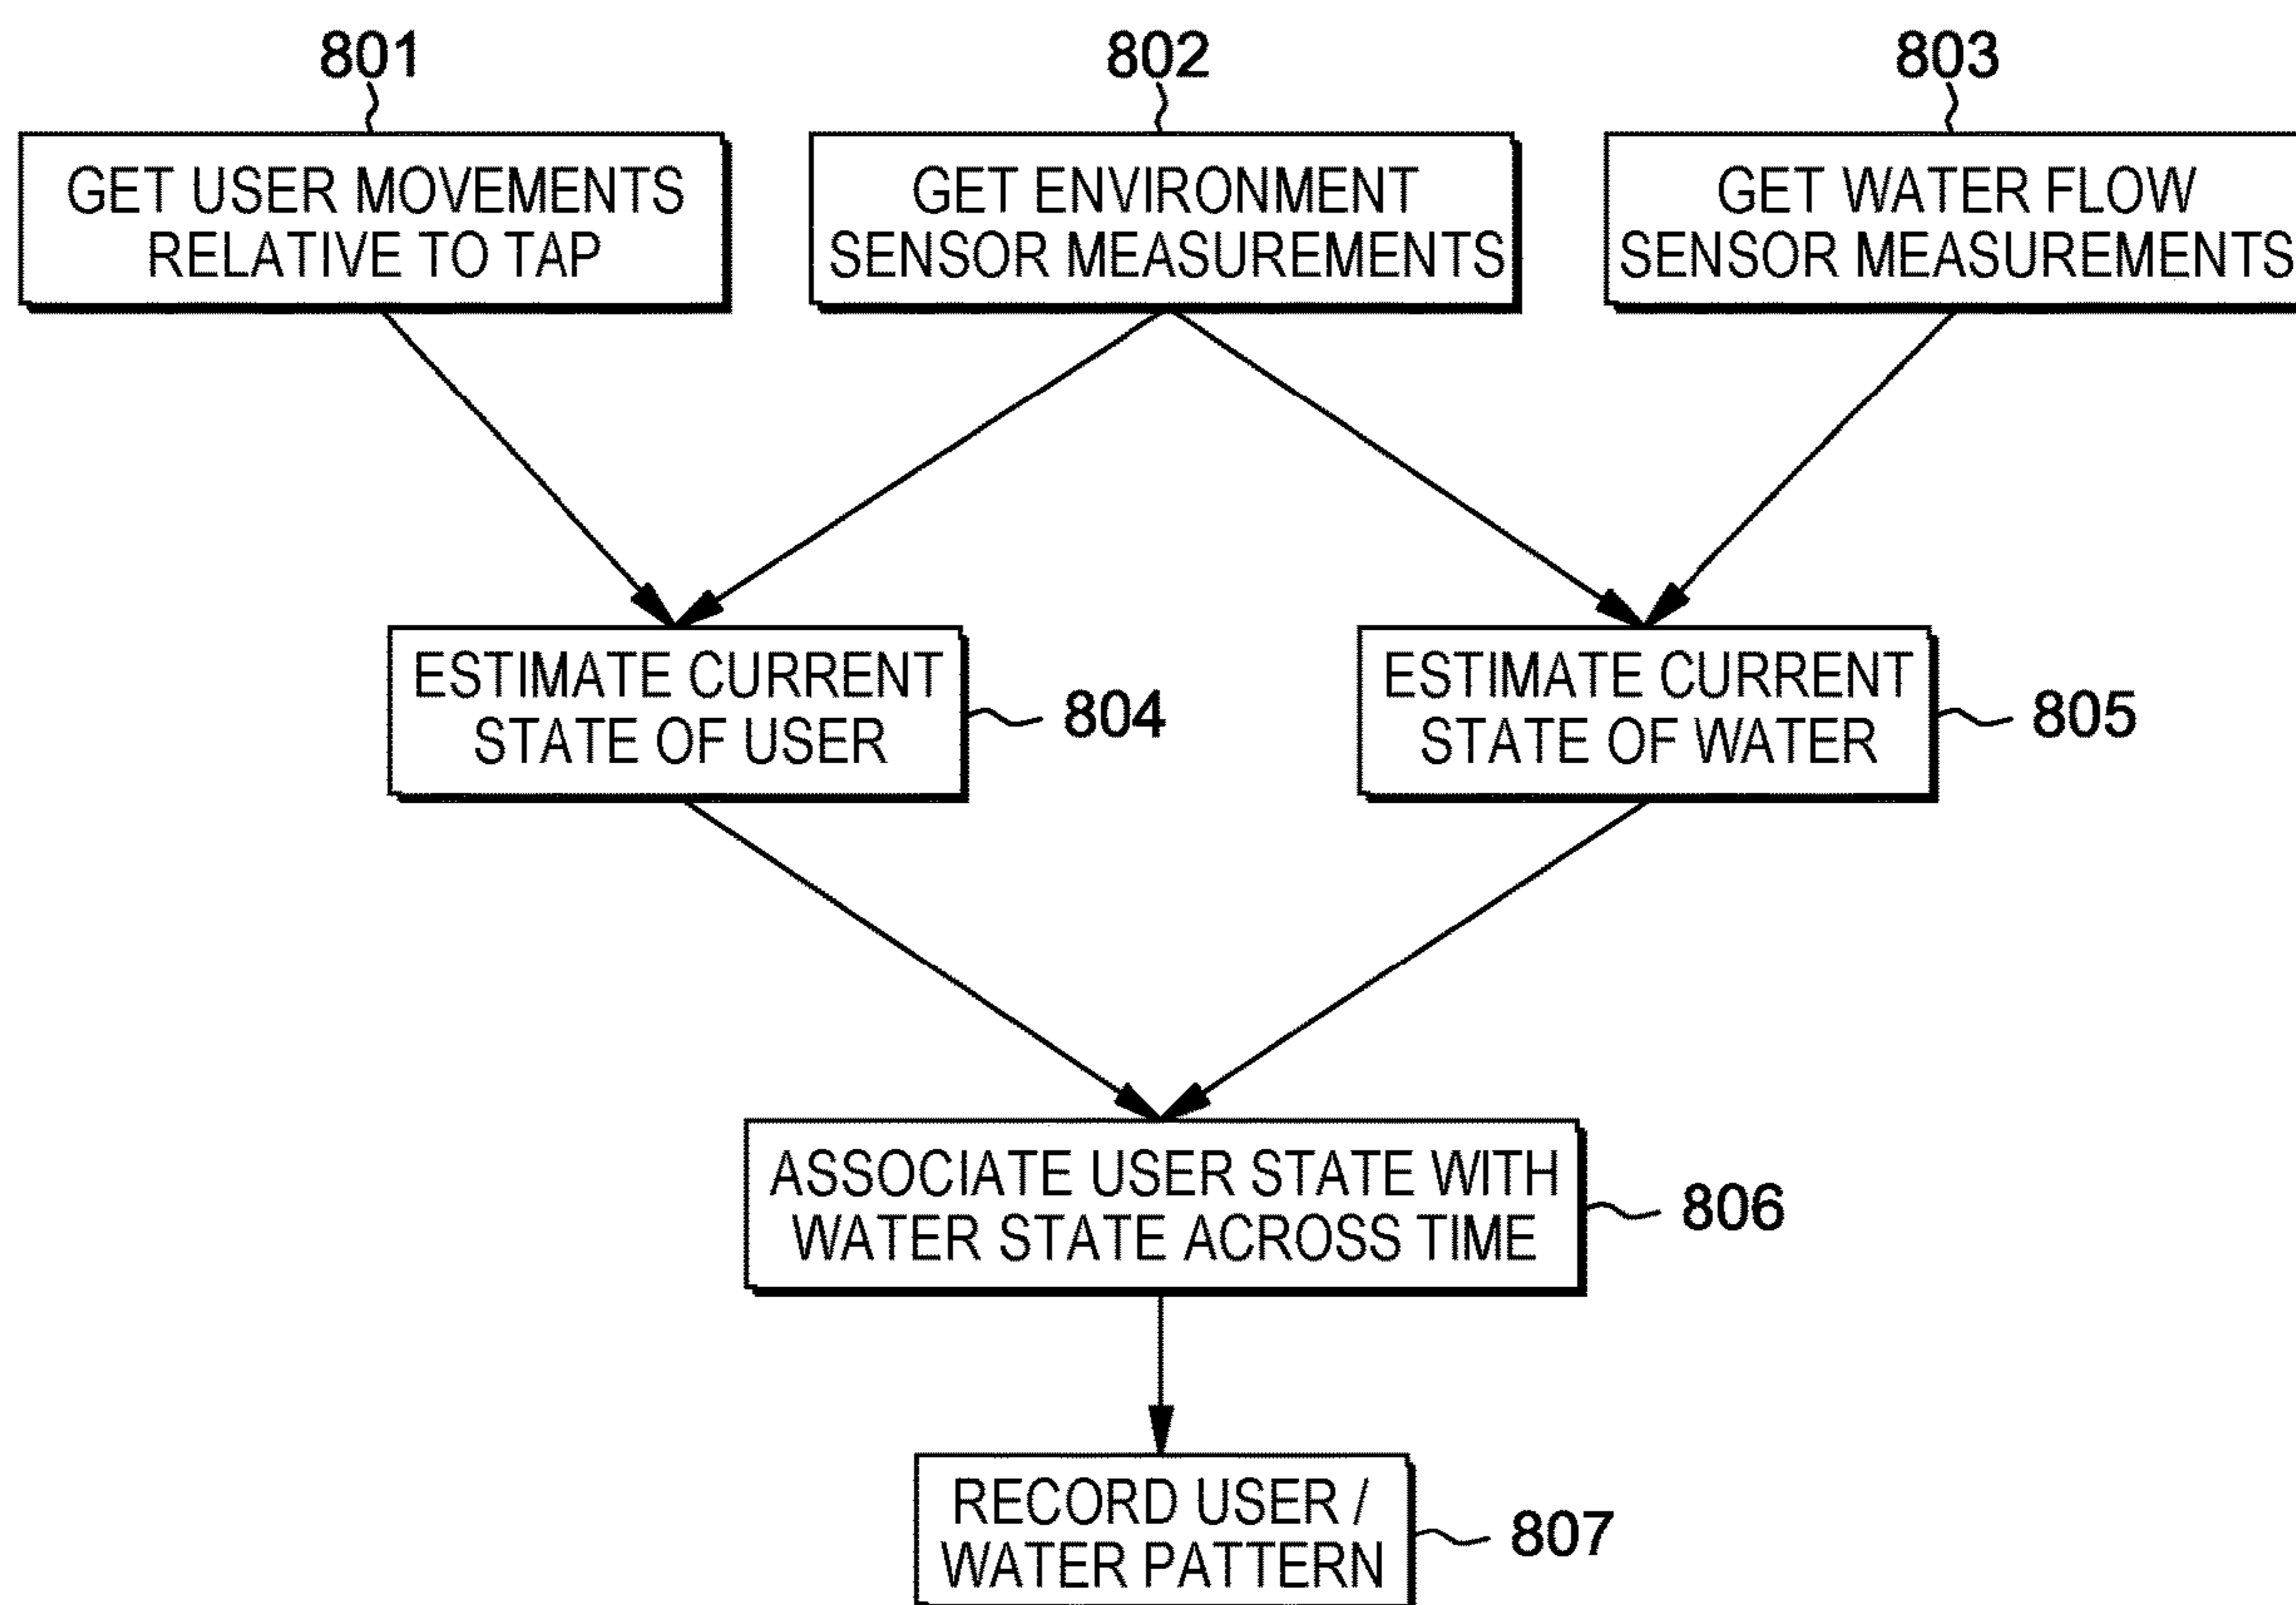 801
802
803
GET USER MOVEMENTS
RELATIVE TO TAP
GET ENVIRONMENT
SENSOR MEASUREMENTS
GET WATER FLOW
SENSOR MEASUREMENTS
ESTIMATE CURRENT
STATE OF USER
804
ESTIMATE CURRENT
STATE OF WATER
805
ASSOCIATE USER STATE WITH
WATER STATE ACROSS TIME
806
RECORD USER /
WATER PATTERN
807